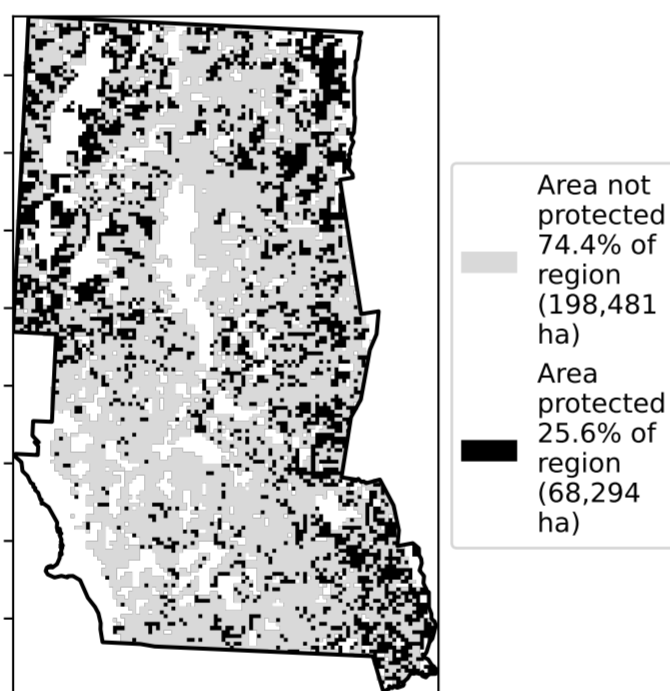 Area not
protected
74.4% of
region
(198,481
ha)
Area
protected
25.6% of
region
(68,294
ha)